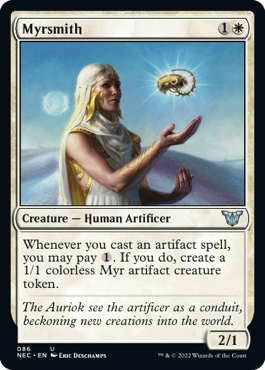 Myrsmith 1
Creature — Human Artificer
Whenever you cast an artifact spell,
you may pay 1. If you do, create a
1/1 colorless Myr artifact creature
token.
The Auriok see the artificer as a conduit,
beckoning new creations into the world.
2/1
086 U
NEC • EN Eric Deschamps ™ & © 2022 Wizards of the Coast